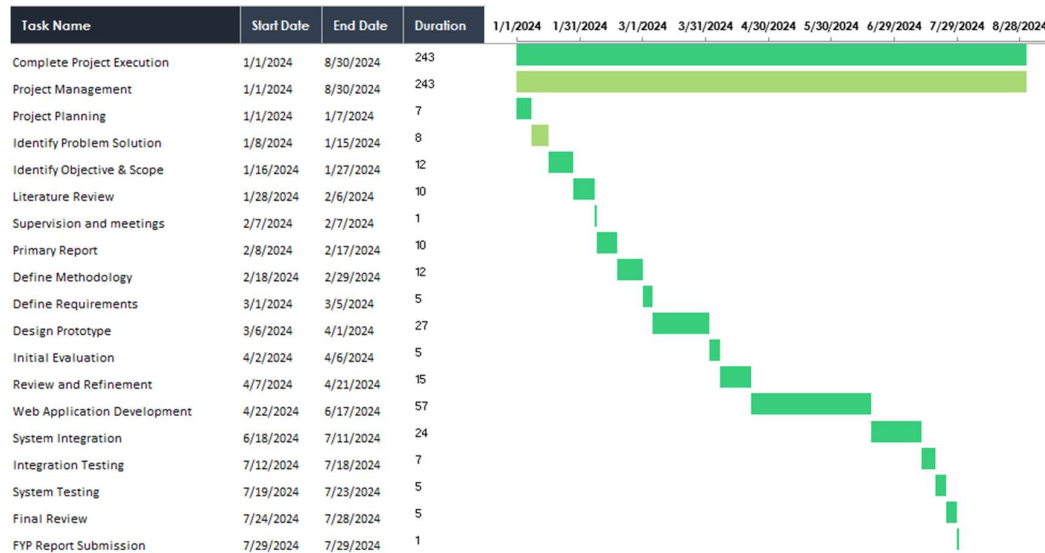 Task Name Start Date End Date Duration 1/1/2024 1/31/2024 3/1/2024 3/31/2024 4/30/2024 5/30/2024 6/29/2024 7/29/2024 8/28/2024
Complete Project Execution 1/1/2024 8/30/2024 243
Project Management 1/1/2024 8/30/2024 243
Project Planning 1/1/2024 1/7/2024 7
Identify Problem Solution 1/8/2024 1/15/2024 8
Identify Objective & Scope 1/16/2024 1/27/2024 12
Literature Review 1/28/2024 2/6/2024 10
Supervision and meetings 2/7/2024 2/7/2024 1
Primary Report 2/8/2024 2/17/2024 10
Define Methodology 2/18/2024 2/29/2024 12
Define Requirements 3/1/2024 3/5/2024 5
Design Prototype 3/6/2024 4/1/2024 27
Initial Evaluation 4/2/2024 4/6/2024 5
Review and Refinement 4/7/2024 4/21/2024 15
Web Application Development 4/22/2024 6/17/2024 57
System Integration 6/18/2024 7/11/2024 24
Integration Testing 7/12/2024 7/18/2024 7
System Testing 7/19/2024 7/23/2024 5
Final Review 7/24/2024 7/28/2024 5
FYP Report Submission 7/29/2024 7/29/2024 1